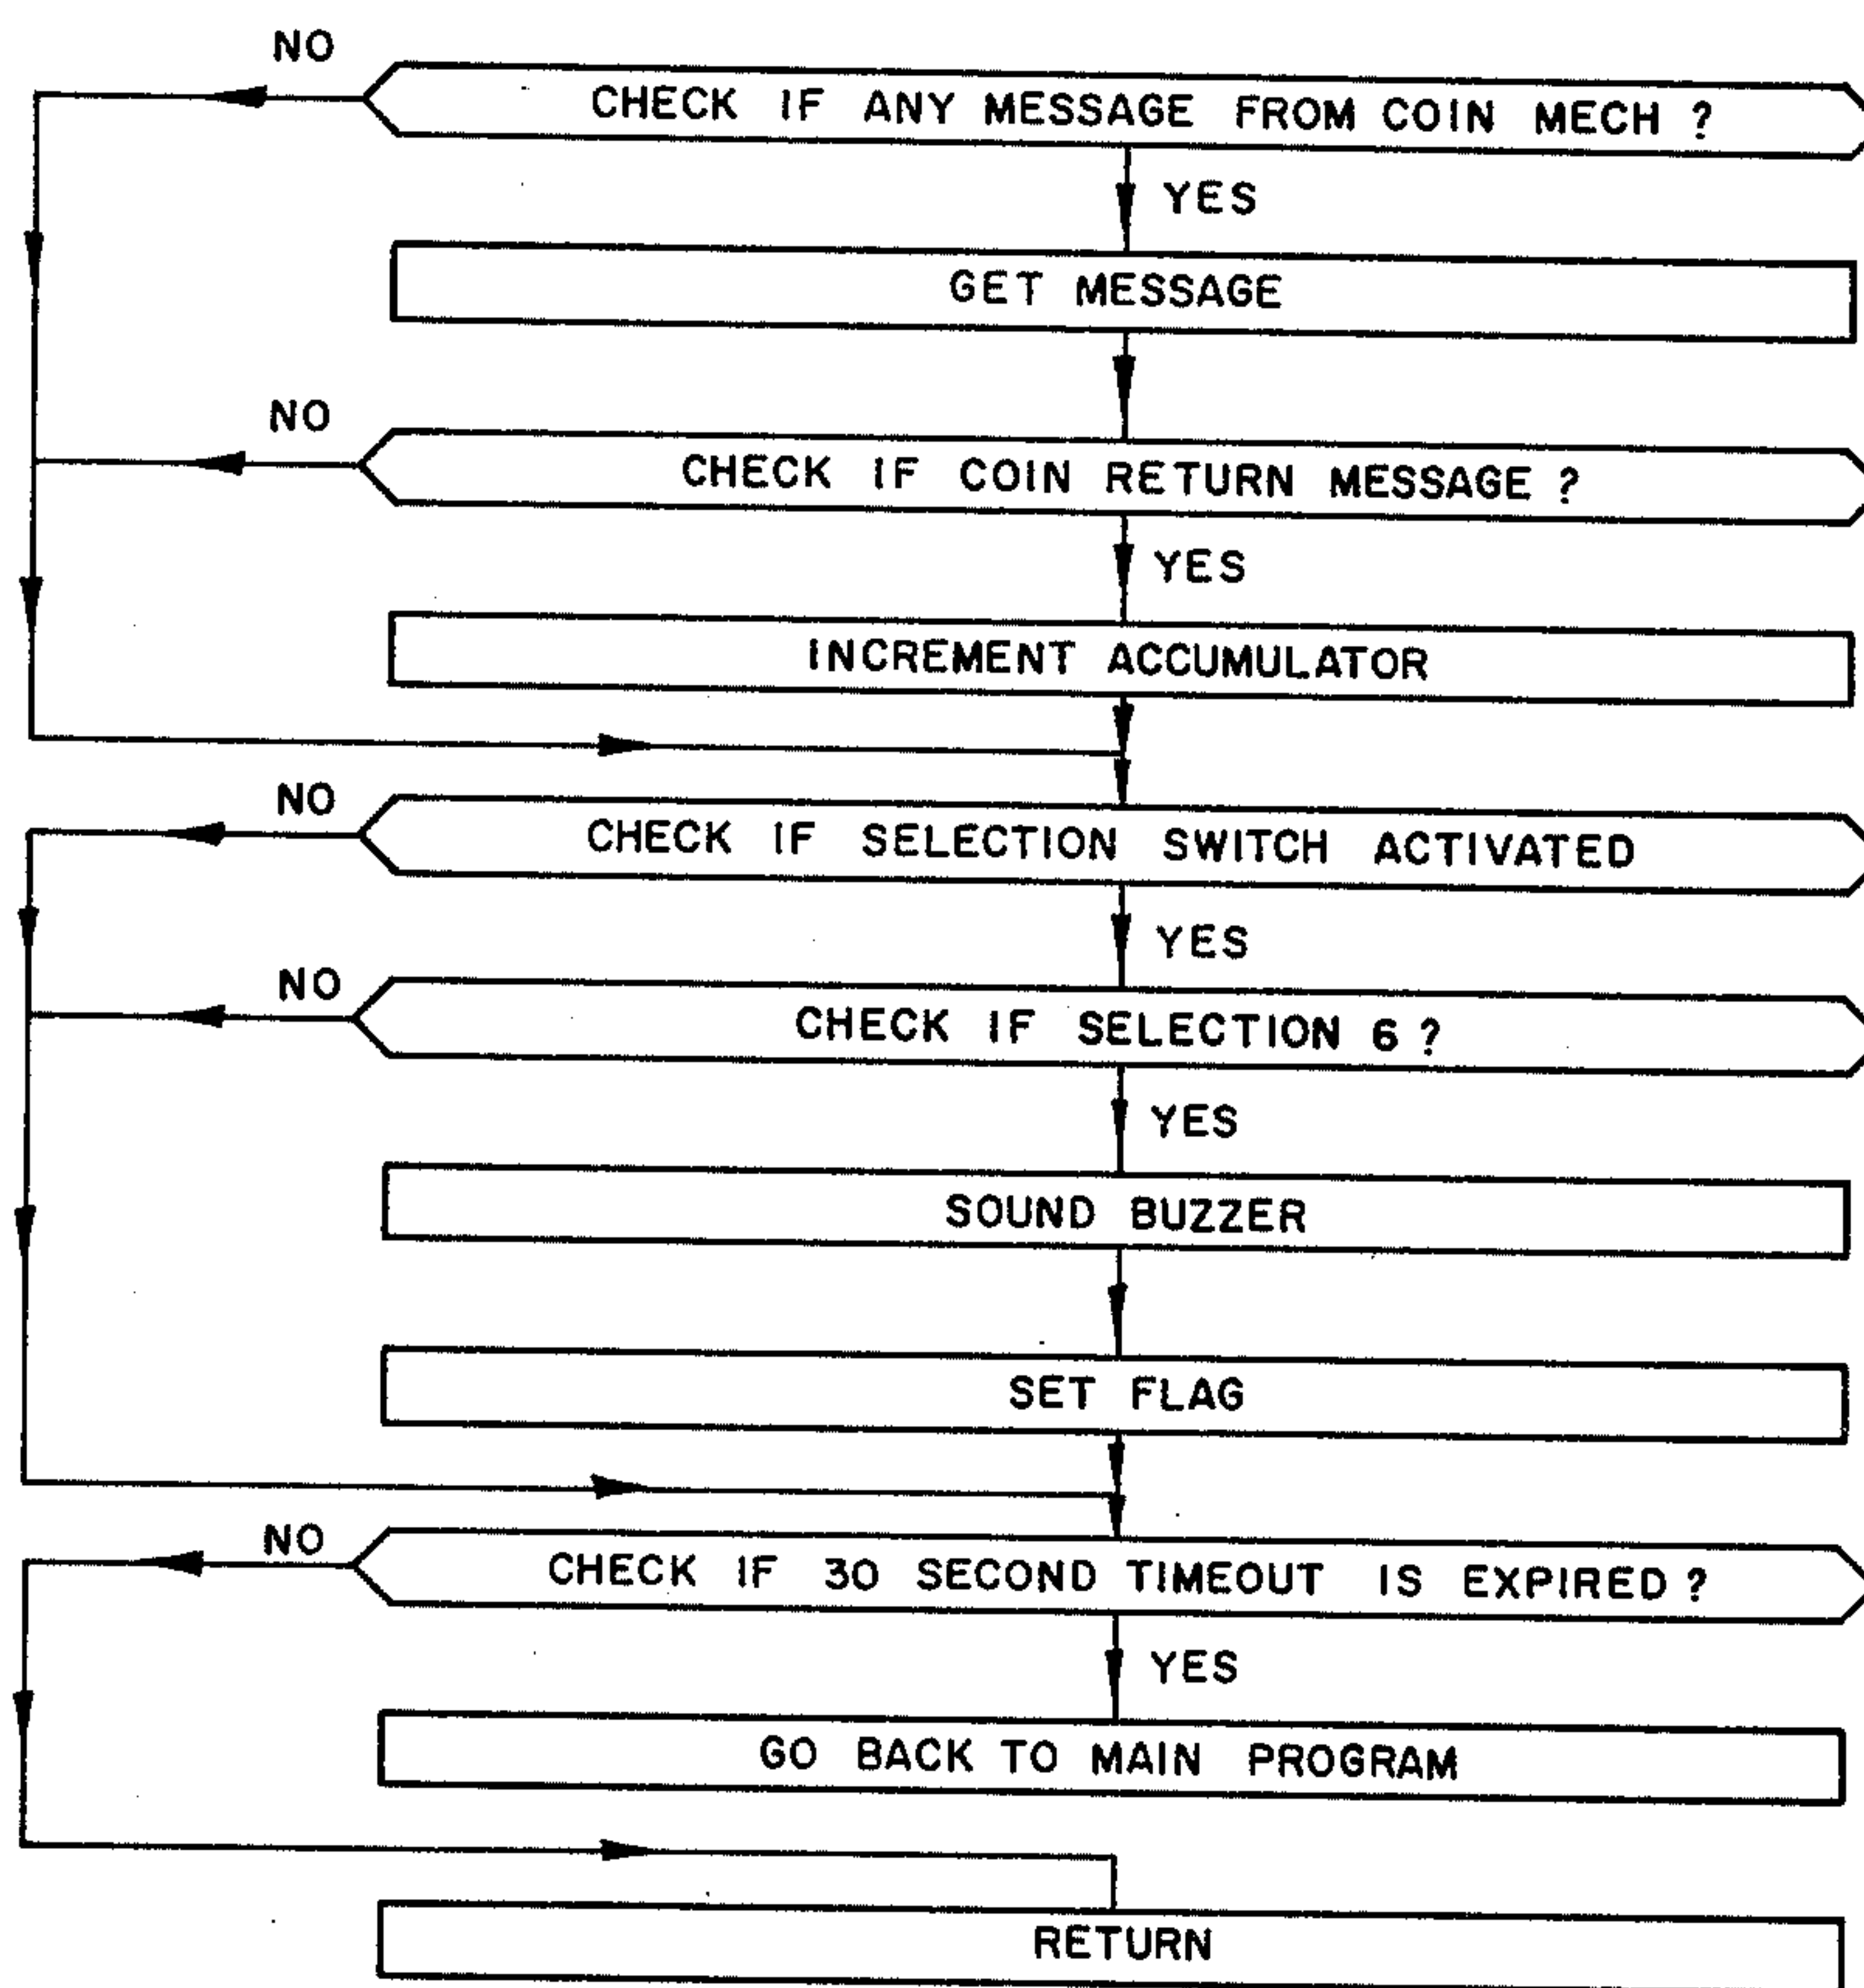 NO
CHECK IF ANY MESSAGE FROM COIN MECH ?
YES
GET MESSAGE
NO
CHECK IF COIN RETURN MESSAGE ?
YES
INCREMENT ACCUMULATOR
NO
CHECK IF SELECTION SWITCH ACTIVATED
YES
NO
CHECK IF SELECTION 6 ?
YES
SOUND BUZZER
SET FLAG
NO
CHECK IF 30 SECOND TIMEOUT IS EXPIRED ?
YES
GO BACK TO MAIN PROGRAM
RETURN